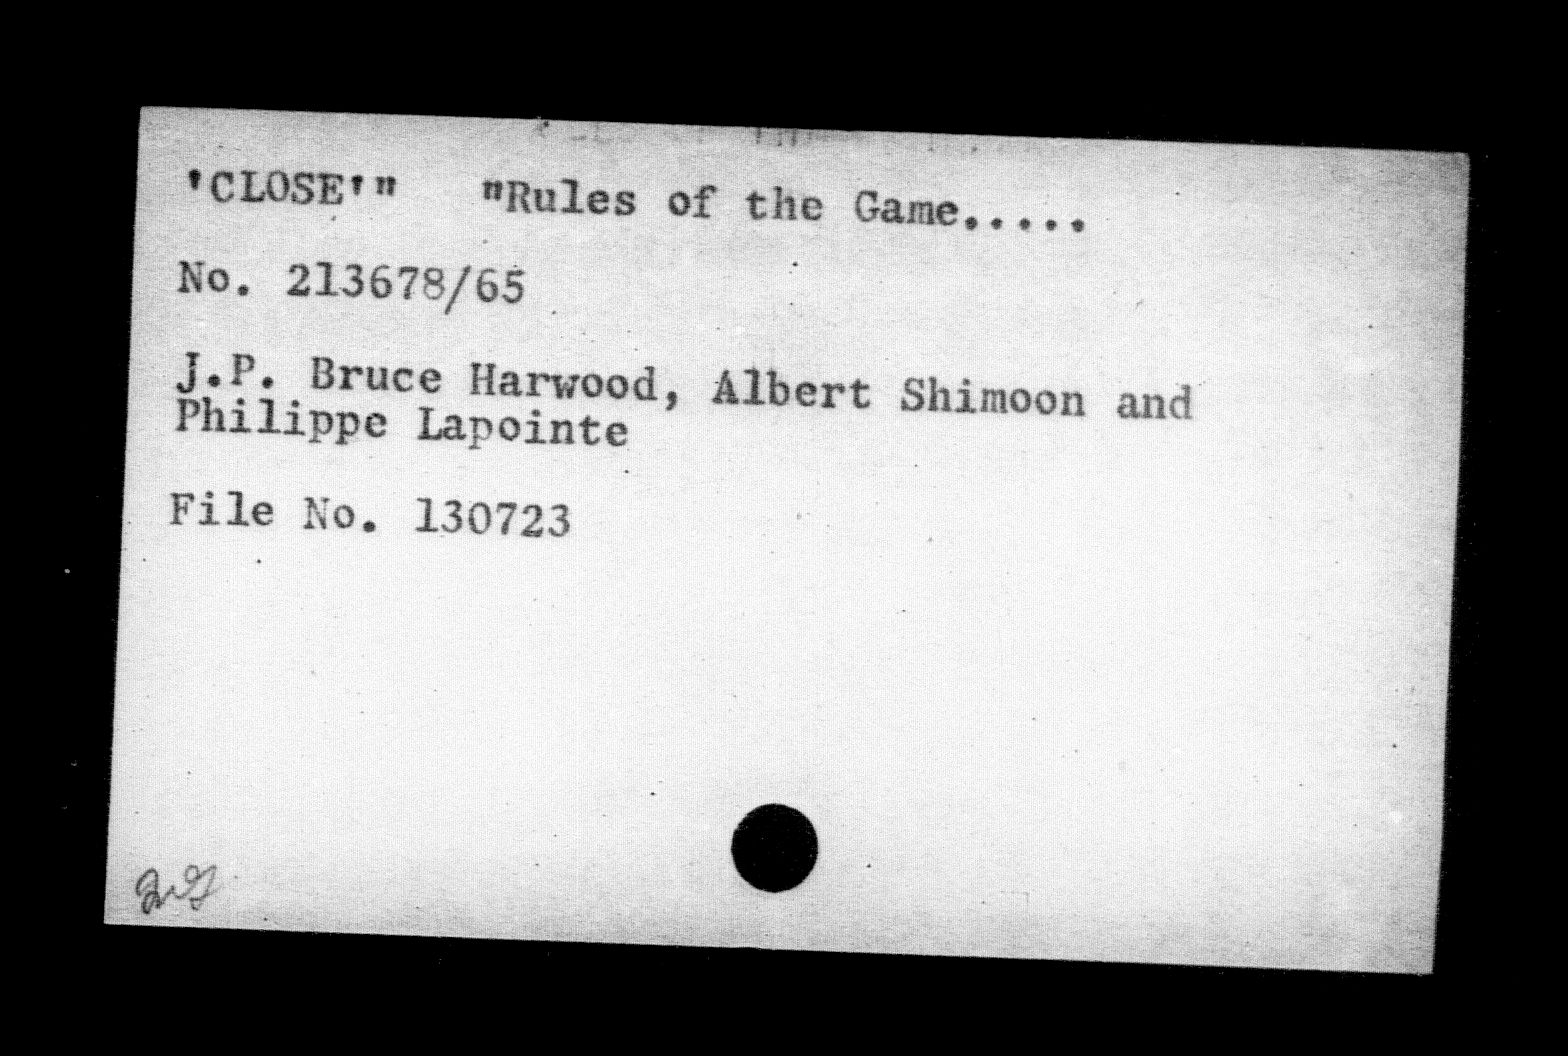 'CLOSE'" "Rules of the Game.....
No. 213678/65
J.P. Bruce Harwood, Albert Shimoon and
Philippe Lapointe
File No. 130723